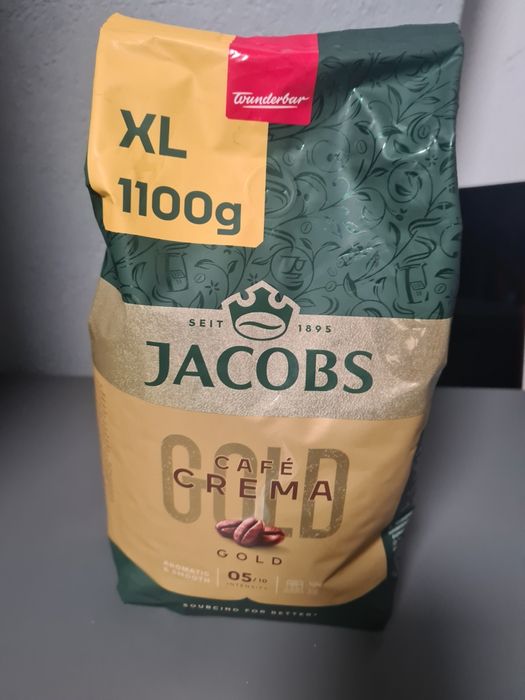 Wunderbar
XL
1100g
SEIT 1895
JACOBS
GOLD
CAFÉ
CREMA
GOLD
AROMATIC
& SMOOTH
05/10
INTENSITY
SOURCING FOR BETTER*